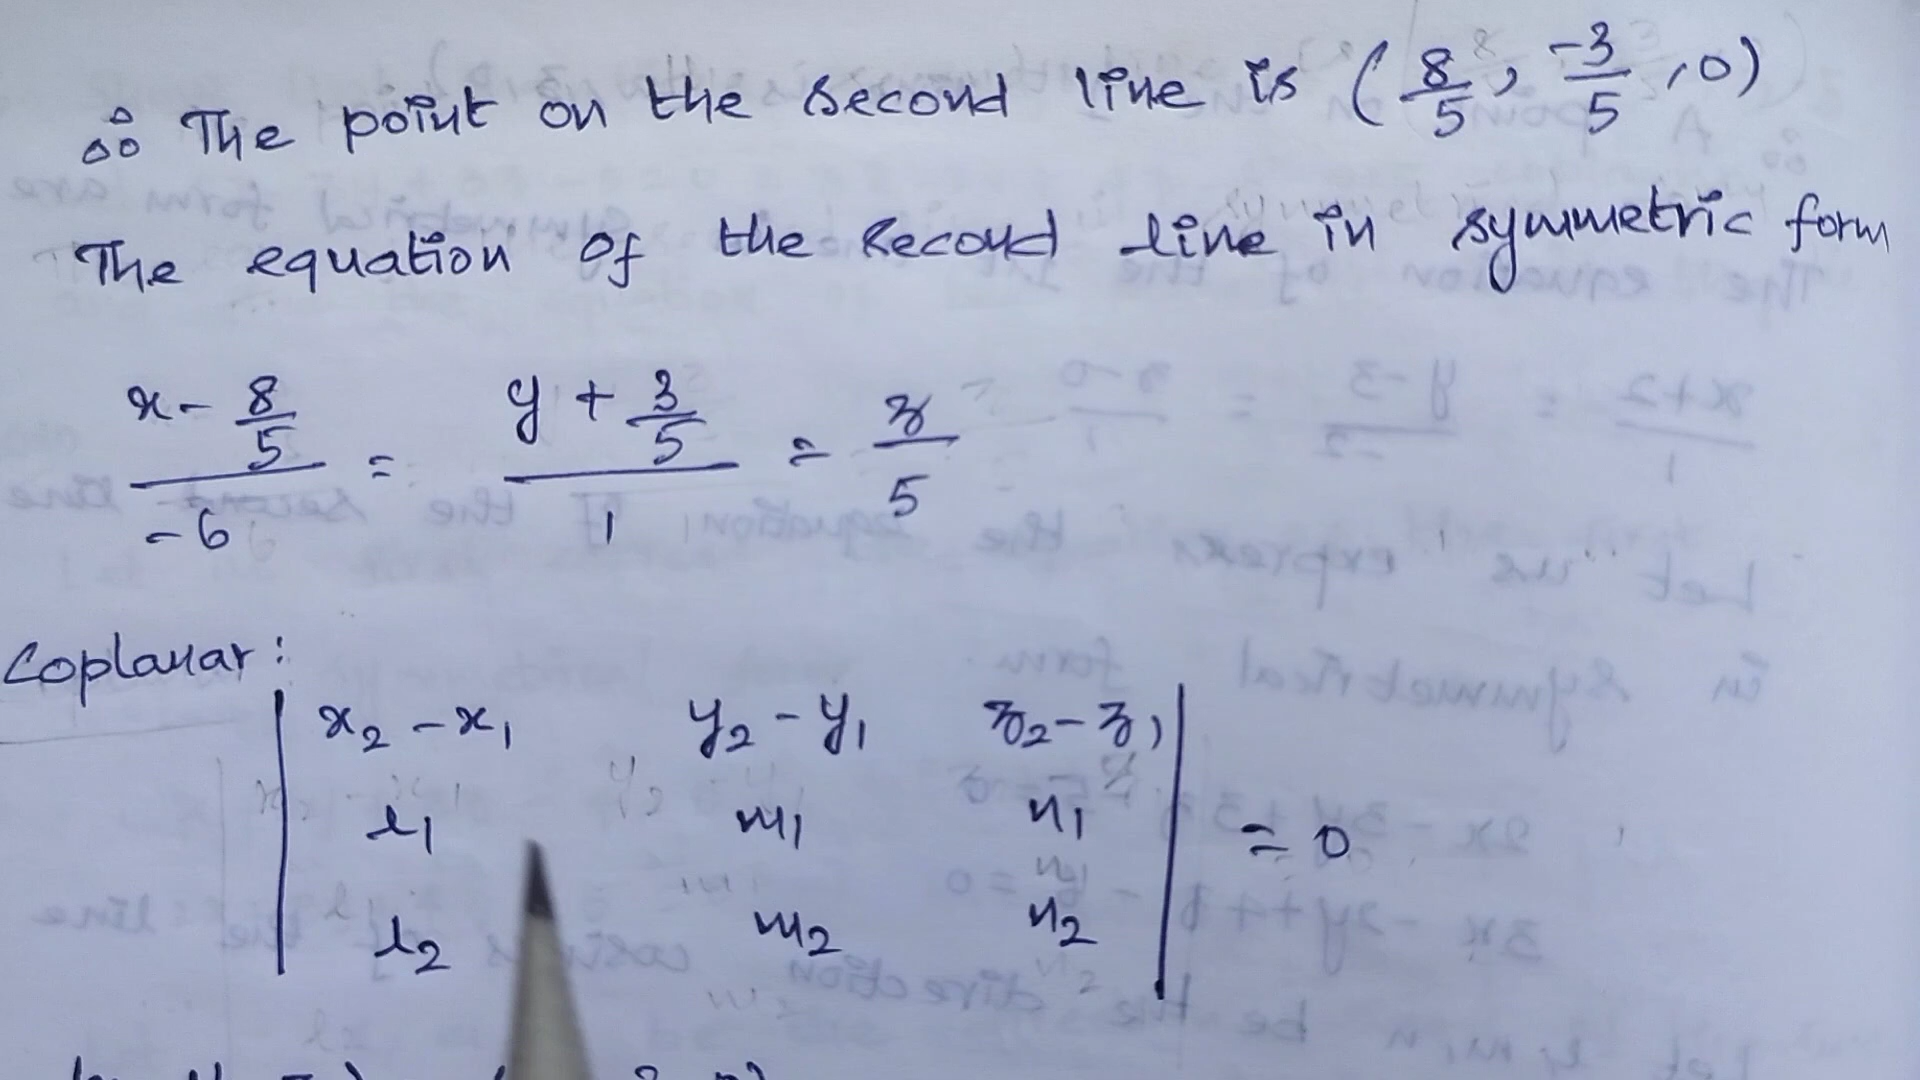 ∴ The point on the second line is (8/5, -3/5, 0)
The equation of the second line in symmetric form
x - 8/5 / -6 = y + 3/5 / 1 = z / 5
Coplanar:
| x₂ - x₁ y₂ - y₁ z₂ - z₁ |
| l₁ m₁ n₁ | = 0
| l₂ m₂ n₂ |